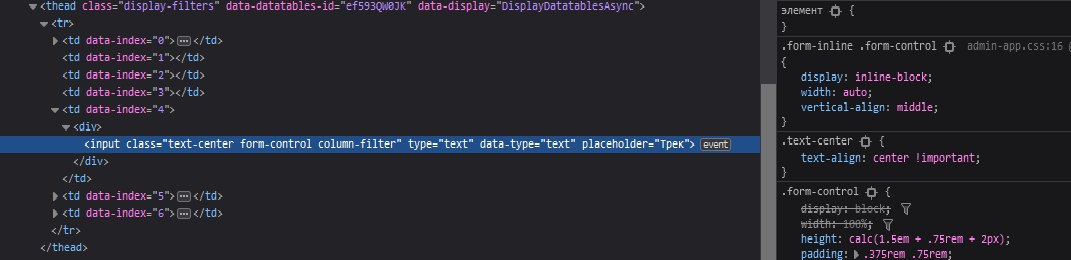 <thead class="display-filters" data-datatables-id="ef593QW0JK" data-display="DisplayDatatablesAsync">
<tr>
<td data-index="0"> ⋯ </td>
<td data-index="1"></td>
<td data-index="2"></td>
<td data-index="3"></td>
<td data-index="4">
<div>
<input class="text-center form-control column-filter" type="text" data-type="text" placeholder="Трек"> event
</div>
</td>
<td data-index="5"> ⋯ </td>
<td data-index="6"> ⋯ </td>
</tr>
</thead>
элемент {
}
.form-inline .form-control admin-app.css:16
{
display: inline-block;
width: auto;
vertical-align: middle;
}
.text-center {
text-align: center !important;
}
.form-control {
display: block;
width: 100%;
height: calc(1.5em + .75rem + 2px);
padding: .375rem .75rem;